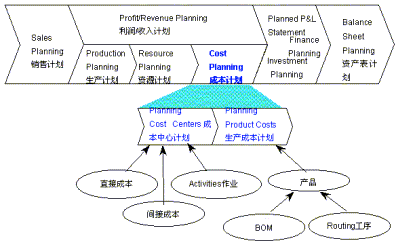 Profit/Revenue Planning
利润/收入计划
Sales
Planning
销售计划
Production
Planning
生产计划
Resource
Planning
资源计划
Cost
Planning
成本计划
Planned P&L
Statement
Finance
Planning
Investment
Planning
Balance
Sheet
Planning
资产表计
划
Planning
Cost Centers 成
本中心计划
Planning
Product Costs
生产成本计划
直接成本
Activities作业
产品
间接成本
BOM
Routing工序